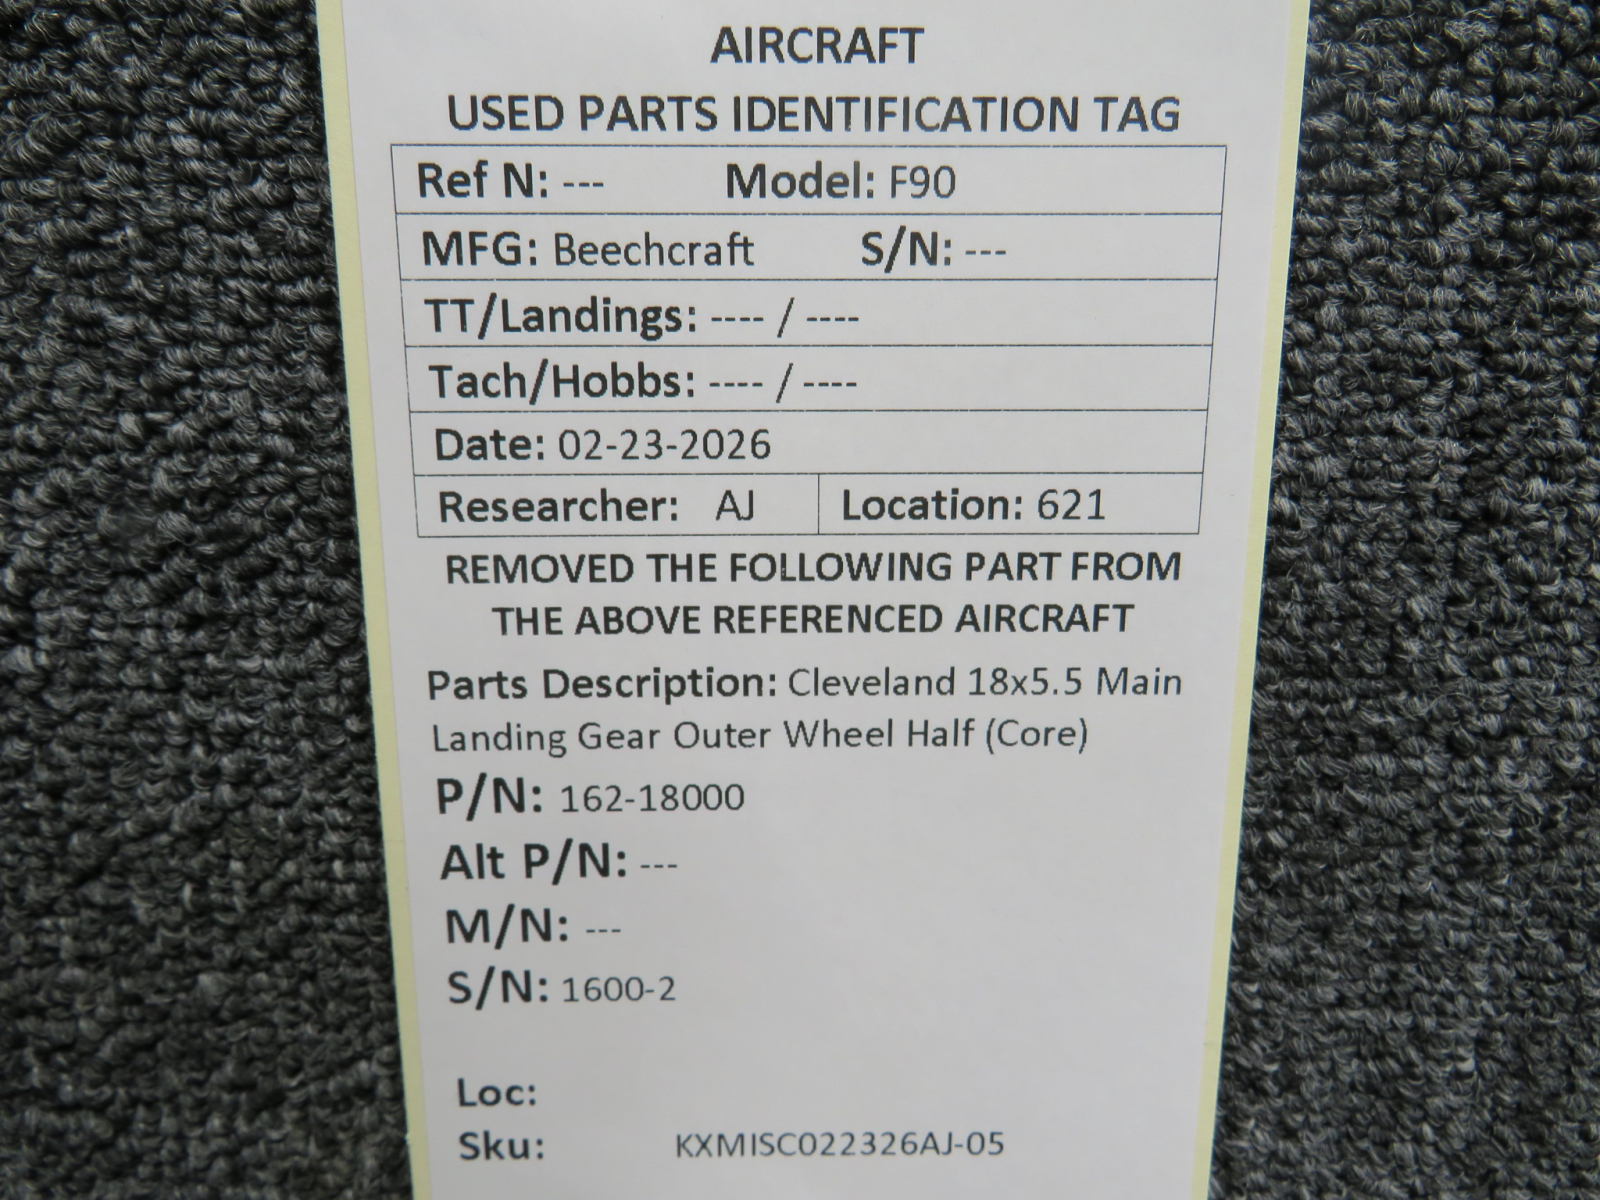 AIRCRAFT
USED PARTS IDENTIFICATION TAG
Ref N: --- Model: F90
MFG: Beechcraft S/N: ---
TT/Landings: ---- / ----
Tach/Hobbs: ---- / ----
Date: 02-23-2026
Researcher: AJ Location: 621
REMOVED THE FOLLOWING PART FROM
THE ABOVE REFERENCED AIRCRAFT
Parts Description: Cleveland 18x5.5 Main
Landing Gear Outer Wheel Half (Core)
P/N: 162-18000
Alt P/N: ---
M/N: ---
S/N: 1600-2
Loc:
Sku: KXMISC022326AJ-05